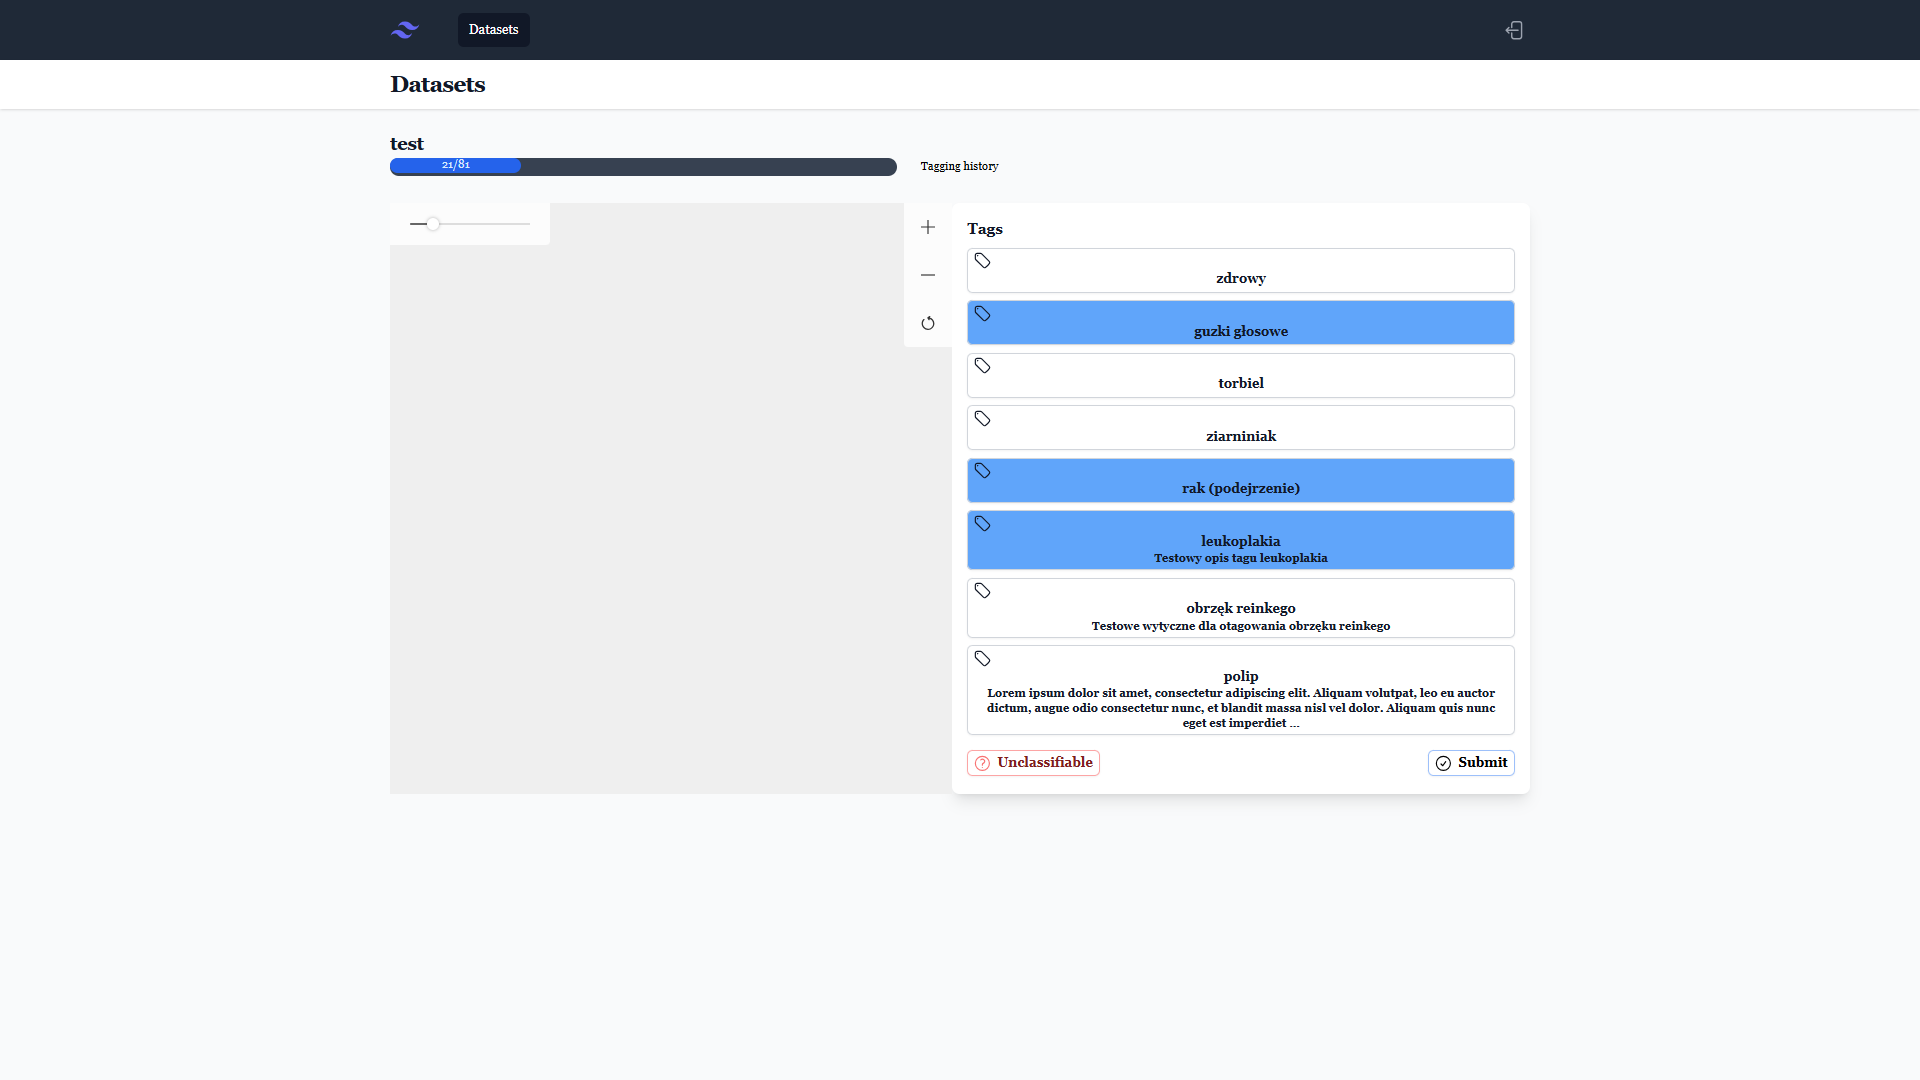 Datasets
Datasets
test
21/81
Tagging history
Tags
zdrowy
guzki głosowe
torbiel
ziarniniak
rak (podejrzenie)
leukoplakia
Testowy opis tagu leukoplakia
obrzęk reinkego
Testowe wytyczne dla otagowania obrzęku reinkego
polip
Lorem ipsum dolor sit amet, consectetur adipiscing elit. Aliquam volutpat, leo eu auctor
dictum, augue odio consectetur nunc, et blandit massa nisl vel dolor. Aliquam quis nunc
eget est imperdiet ...
Unclassifiable
Submit